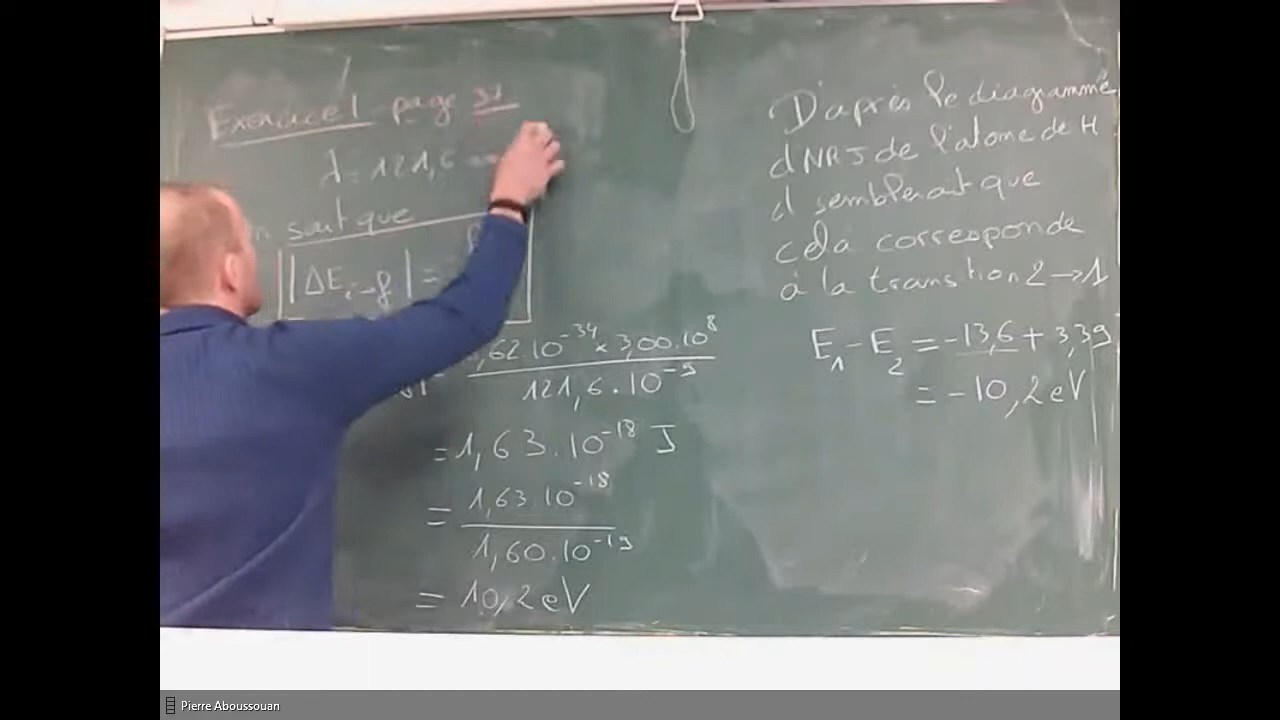 Exercice 1 page 31
λ = 121,6
sait que
|ΔE i→f| =
,62.10⁻³⁴ × 3,00.10⁸
121,6.10⁻⁹
= 1,63.10⁻¹⁸ J
= 1,63.10⁻¹⁸
1,60.10⁻¹⁹
= 10,2 eV
D'après le diagramme
d NRJ de l'atome de H
il semblerait que
cela corresponde
à la transition 2→1
E₁ - E₂ = -13,6 + 3,39
= -10,2 eV
Pierre Aboussouan